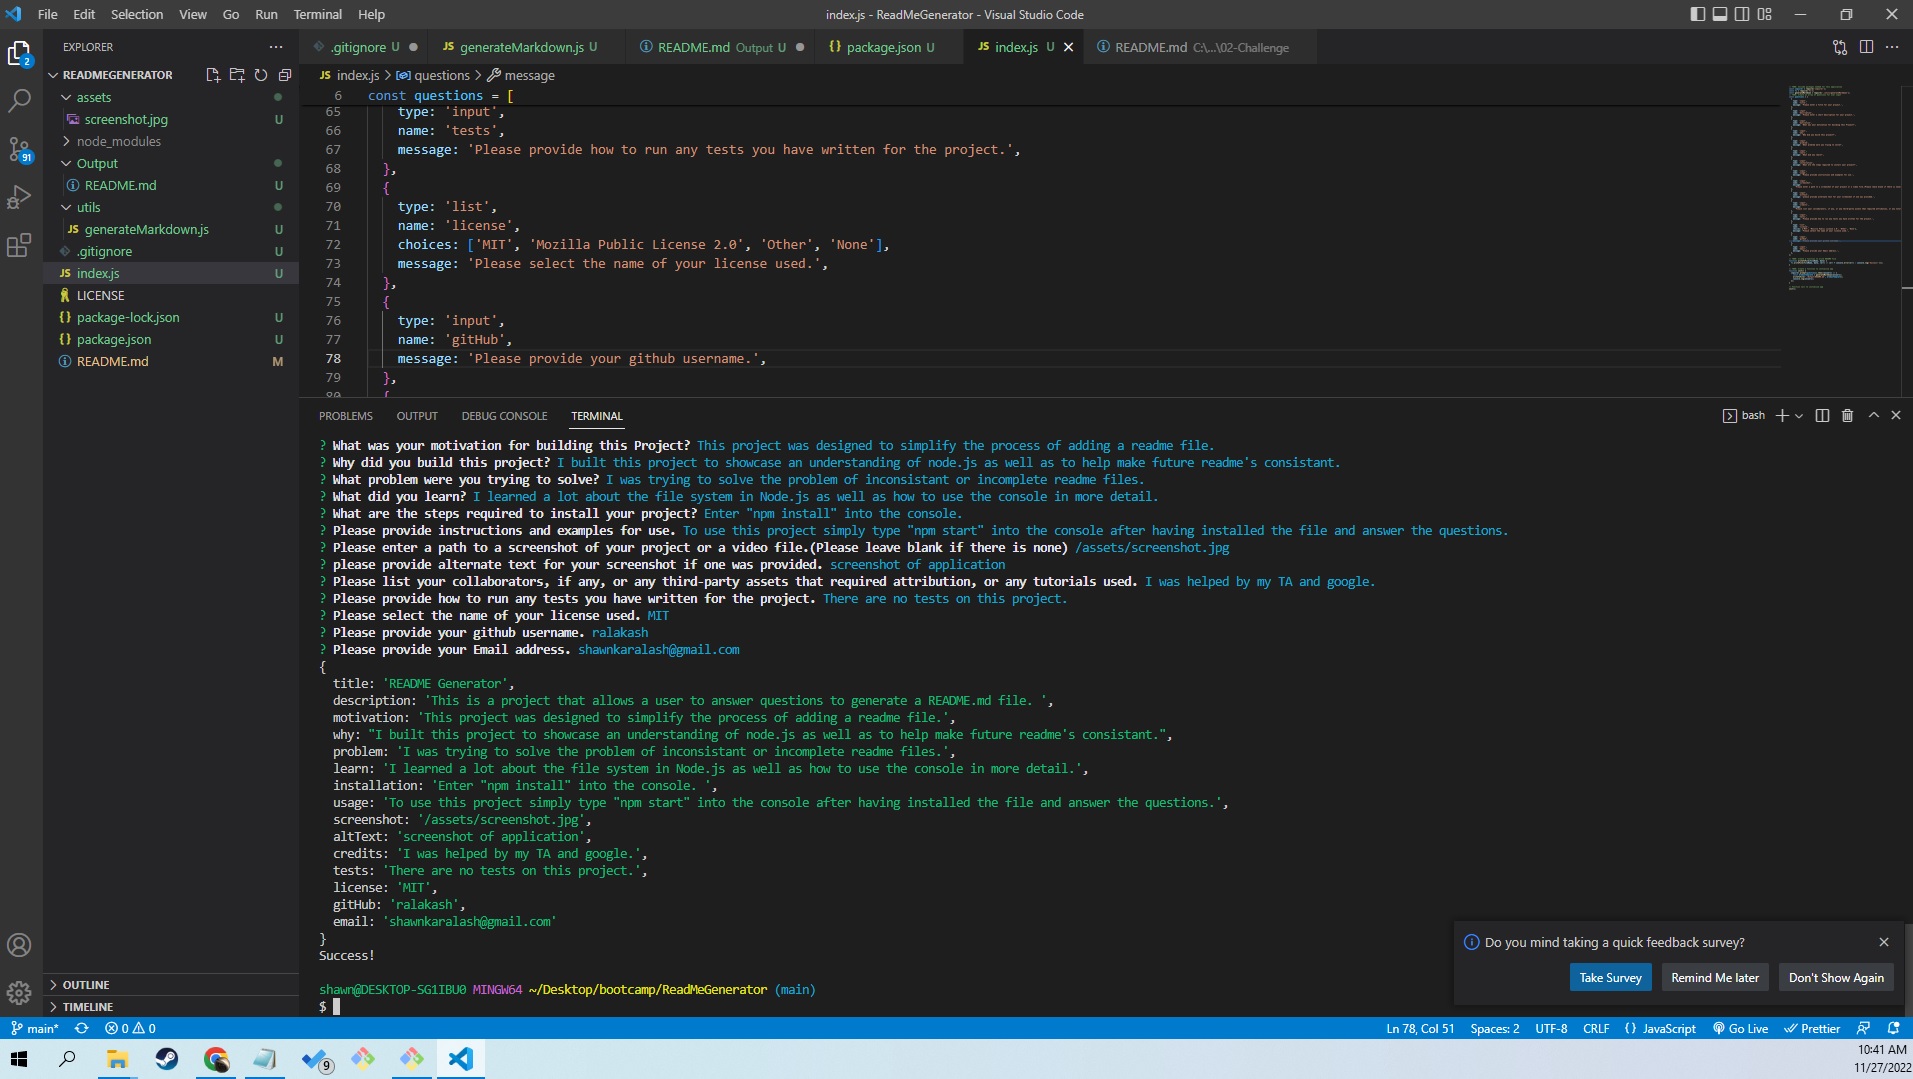 File Edit Selection View Go Run Terminal Help
index.js - ReadMeGenerator - Visual Studio Code
EXPLORER
READMEGENERATOR
assets
screenshot.jpg U
node_modules
Output
README.md U
utils
JS generateMarkdown.js U
.gitignore U
JS index.js U
LICENSE
{} package-lock.json U
{} package.json U
README.md M
OUTLINE
TIMELINE
2
91
.gitignore U
JS generateMarkdown.js U
README.md Output U
{} package.json U
JS index.js U
README.md C:\...\02-Challenge
JS index.js > questions > message
6 const questions = [
65 type: 'input',
66 name: 'tests',
67 message: 'Please provide how to run any tests you have written for the project.',
68 },
69 {
70 type: 'list',
71 name: 'license',
72 choices: ['MIT', 'Mozilla Public License 2.0', 'Other', 'None'],
73 message: 'Please select the name of your license used.',
74 },
75 {
76 type: 'input',
77 name: 'gitHub',
78 message: 'Please provide your github username.',
79 },
80 {
PROBLEMS OUTPUT DEBUG CONSOLE TERMINAL
bash
? What was your motivation for building this Project? This project was designed to simplify the process of adding a readme file.
? Why did you build this project? I built this project to showcase an understanding of node.js as well as to help make future readme's consistant.
? What problem were you trying to solve? I was trying to solve the problem of inconsistant or incomplete readme files.
? What did you learn? I learned a lot about the file system in Node.js as well as how to use the console in more detail.
? What are the steps required to install your project? Enter "npm install" into the console.
? Please provide instructions and examples for use. To use this project simply type "npm start" into the console after having installed the file and answer the questions.
? Please enter a path to a screenshot of your project or a video file.(Please leave blank if there is none) /assets/screenshot.jpg
? please provide alternate text for your screenshot if one was provided. screenshot of application
? Please list your collaborators, if any, or any third-party assets that required attribution, or any tutorials used. I was helped by my TA and google.
? Please provide how to run any tests you have written for the project. There are no tests on this project.
? Please select the name of your license used. MIT
? Please provide your github username. ralakash
? Please provide your Email address. shawnkaralash@gmail.com
{
title: 'README Generator',
description: 'This is a project that allows a user to answer questions to generate a README.md file. ',
motivation: 'This project was designed to simplify the process of adding a readme file.',
why: "I built this project to showcase an understanding of node.js as well as to help make future readme's consistant.",
problem: 'I was trying to solve the problem of inconsistant or incomplete readme files.',
learn: 'I learned a lot about the file system in Node.js as well as how to use the console in more detail.',
installation: 'Enter "npm install" into the console. ',
usage: 'To use this project simply type "npm start" into the console after having installed the file and answer the questions.',
screenshot: '/assets/screenshot.jpg',
altText: 'screenshot of application',
credits: 'I was helped by my TA and google.',
tests: 'There are no tests on this project.',
license: 'MIT',
gitHub: 'ralakash',
email: 'shawnkaralash@gmail.com'
}
Success!
shawn@DESKTOP-SG1IBU0 MINGW64 ~/Desktop/bootcamp/ReadMeGenerator (main)
$
Do you mind taking a quick feedback survey?
Take Survey Remind Me later Don't Show Again
main* 0 0
Ln 78, Col 51 Spaces: 2 UTF-8 CRLF {} JavaScript Go Live Prettier
9
10:41 AM
11/27/2022